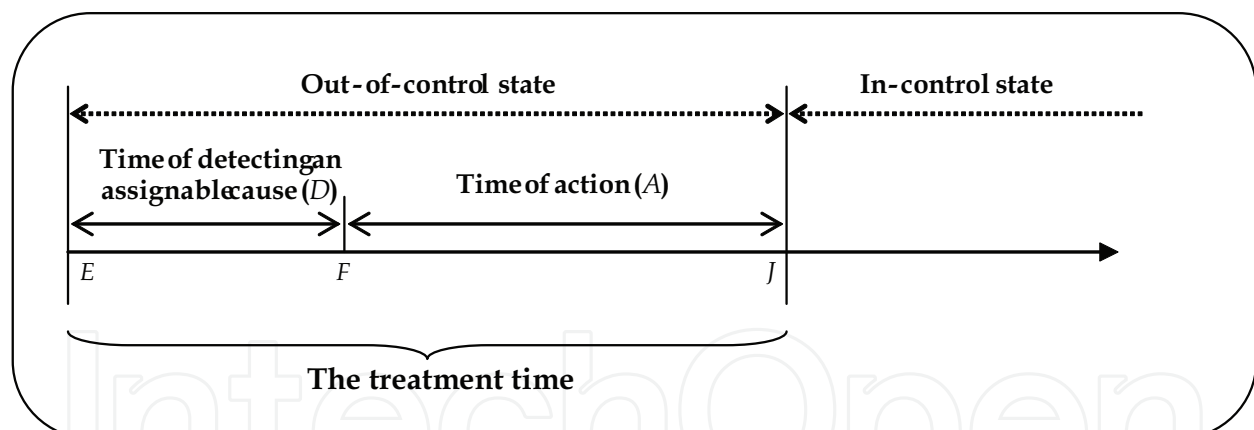 Out-of-control state
In-control state
Time of detecting an
assignable cause (D)
Time of action (A)
E
F
J
The treatment time
IntechOpen